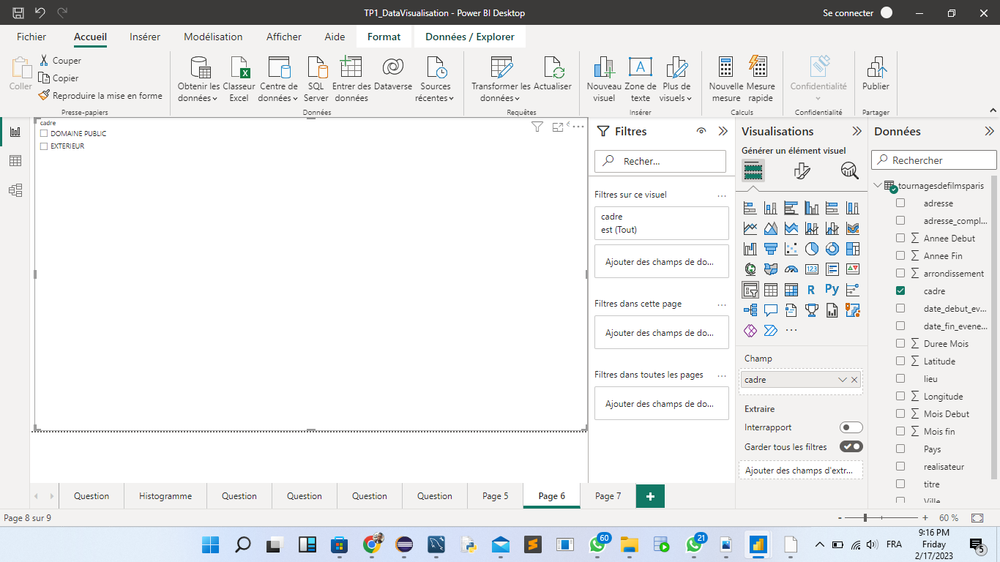 TP1_DataVisualisation - Power BI Desktop
Se connecter
Fichier
Accueil
Insérer
Modélisation
Afficher
Aide
Format
Données / Explorer
Coller
Couper
Copier
Reproduire la mise en forme
Presse-papiers
Obtenir les données
Classeur Excel
Centre de données
SQL Server
Entrer des données
Dataverse
Sources récentes
Données
Transformer les données
Actualiser
Requêtes
Nouveau visuel
Zone de texte
Plus de visuels
Insérer
Nouvelle mesure
Mesure rapide
Calculs
Confidentialité
Confidentialité
Publier
Partager
cadre
DOMAINE PUBLIC
EXTERIEUR
Filtres
Recher...
Filtres sur ce visuel
cadre
est (Tout)
Ajouter des champs de do...
Filtres dans cette page
Ajouter des champs de do...
Filtres dans toutes les pages
Ajouter des champs de do...
Visualisations
Générer un élément visuel
123
R
Py
Champ
cadre
Extraire
Interrapport
Garder tous les filtres
Ajouter des champs d'extr...
Données
Rechercher
tournagesdefilmsparis
adresse
adresse_compl...
Annee Debut
Annee Fin
arrondissement
cadre
date_debut_ev...
date_fin_evene...
Duree Mois
Latitude
lieu
Longitude
Mois Debut
Mois fin
Pays
realisateur
titre
Ville
Question
Histogramme
Question
Question
Question
Question
Page 5
Page 6
Page 7
Page 8 sur 9
60 %
60
21
FRA
9:16 PM
Friday
2/17/2023
5